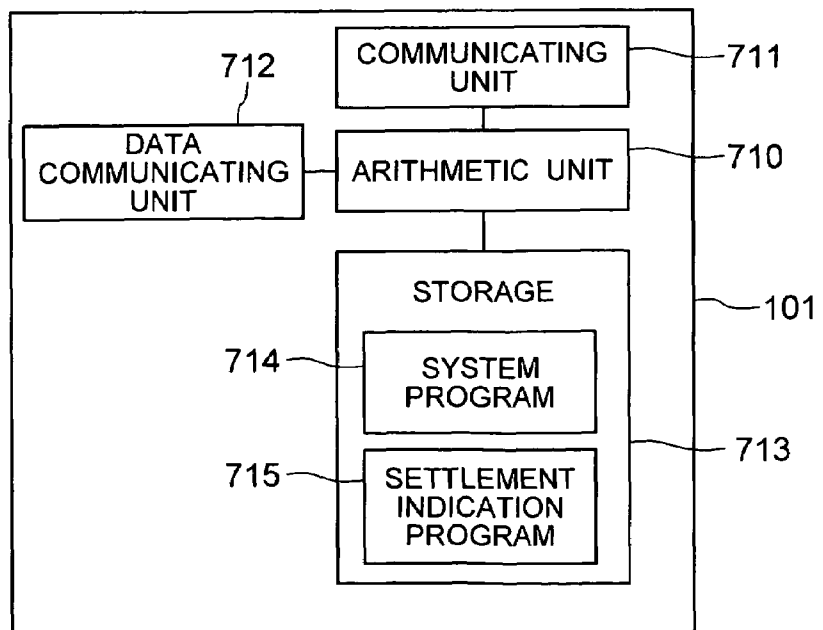 COMMUNICATING
UNIT
711
712
DATA
COMMUNICATING
UNIT
ARITHMETIC UNIT
710
STORAGE
101
714
SYSTEM
PROGRAM
713
715
SETTLEMENT
INDICATION
PROGRAM